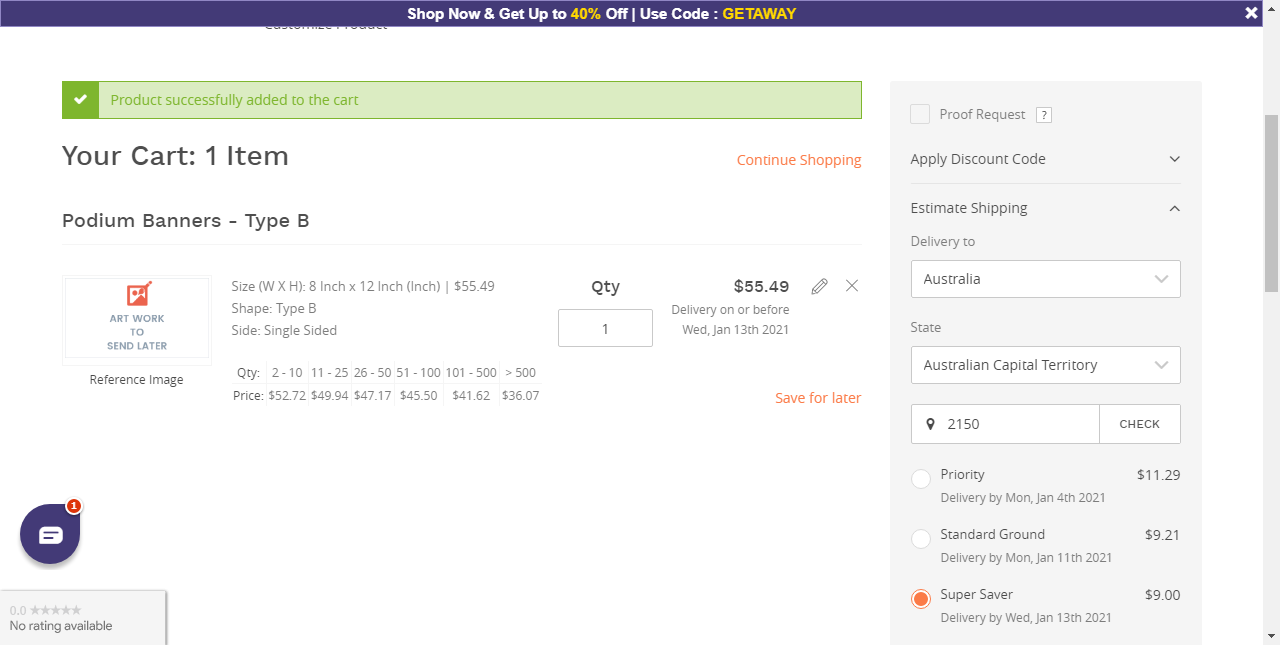 Shop Now & Get Up to 40% Off | Use Code : GETAWAY
Customize Product
Product successfully added to the cart
Your Cart: 1 Item
Continue Shopping
Podium Banners - Type B
ART WORK
TO
SEND LATER
Reference Image
Size (W X H): 8 Inch x 12 Inch (Inch) | $55.49
Shape: Type B
Side: Single Sided
Qty: 2 - 10 11 - 25 26 - 50 51 - 100 101 - 500 > 500
Price: $52.72 $49.94 $47.17 $45.50 $41.62 $36.07
Qty
1
$55.49
Delivery on or before
Wed, Jan 13th 2021
Save for later
Proof Request ?
Apply Discount Code
Estimate Shipping
Delivery to
Australia
State
Australian Capital Territory
2150 CHECK
Priority $11.29
Delivery by Mon, Jan 4th 2021
Standard Ground $9.21
Delivery by Mon, Jan 11th 2021
Super Saver $9.00
Delivery by Wed, Jan 13th 2021
1
0.0
No rating available